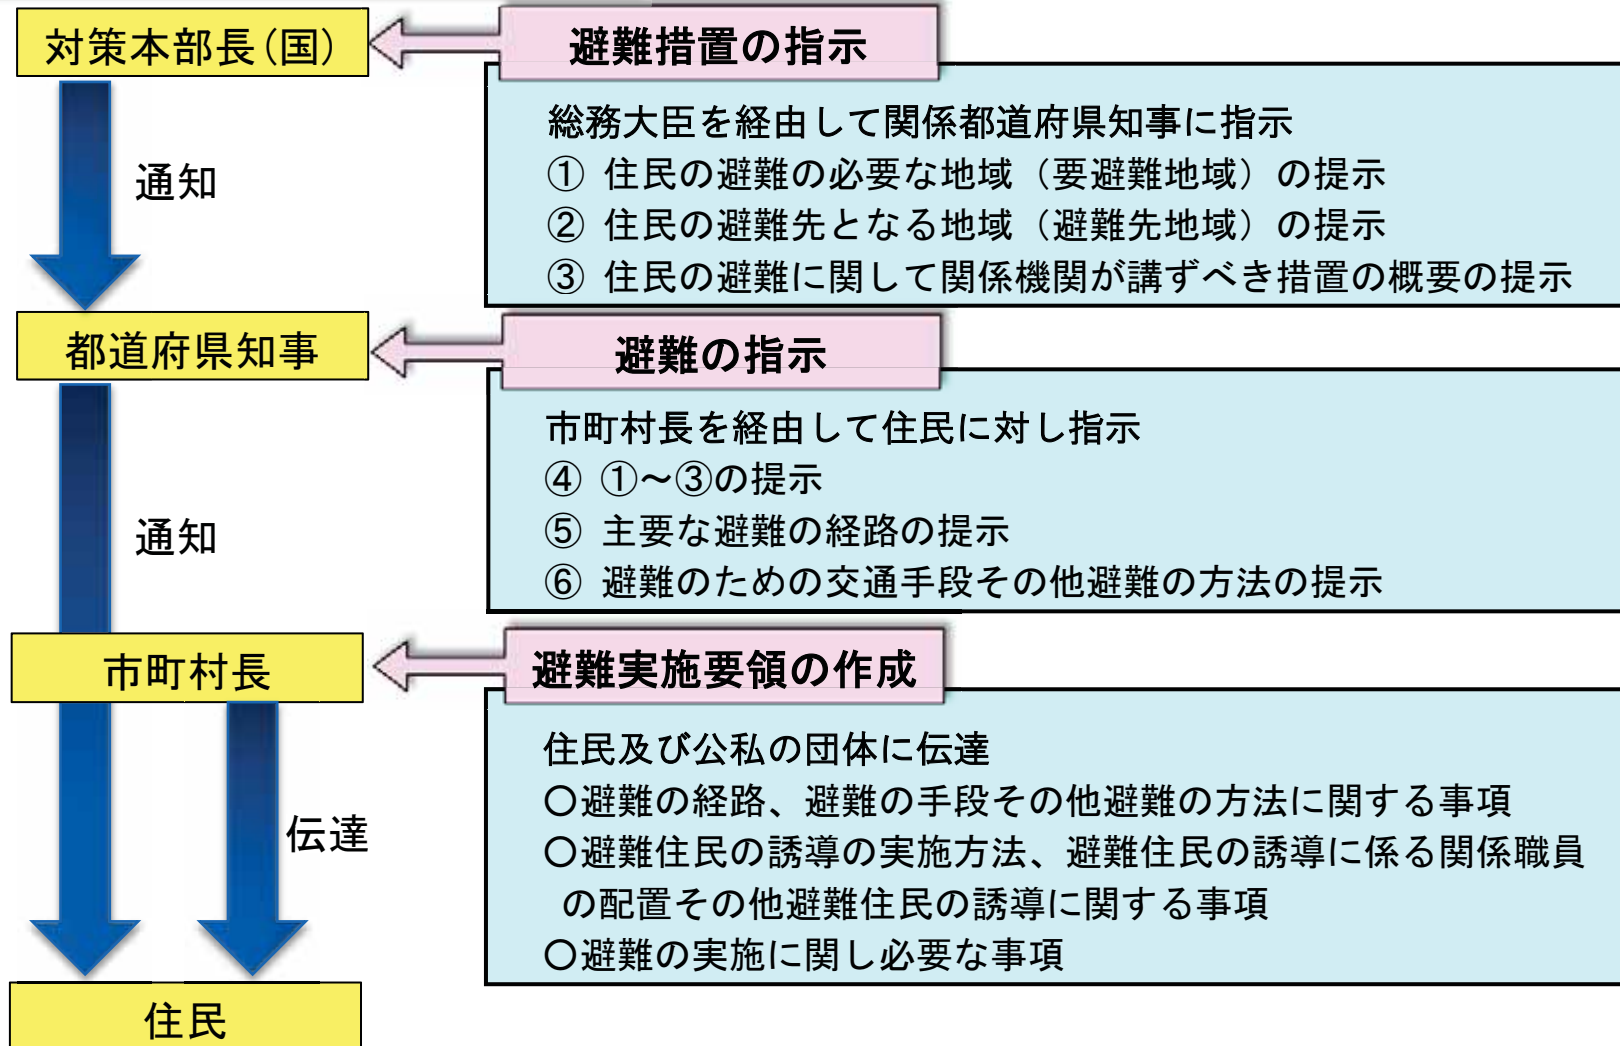 対策本部長(国)
避難措置の指示
総務大臣を経由して関係都道府県知事に指示
① 住民の避難の必要な地域（要避難地域）の提示
② 住民の避難先となる地域（避難先地域）の提示
③ 住民の避難に関して関係機関が講ずべき措置の概要の提示
通知
都道府県知事
避難の指示
市町村長を経由して住民に対し指示
④ ①～③の提示
⑤ 主要な避難の経路の提示
⑥ 避難のための交通手段その他避難の方法の提示
通知
市町村長
避難実施要領の作成
住民及び公私の団体に伝達
○避難の経路、避難の手段その他避難の方法に関する事項
○避難住民の誘導の実施方法、避難住民の誘導に係る関係職員
の配置その他避難住民の誘導に関する事項
○避難の実施に関し必要な事項
伝達
住民